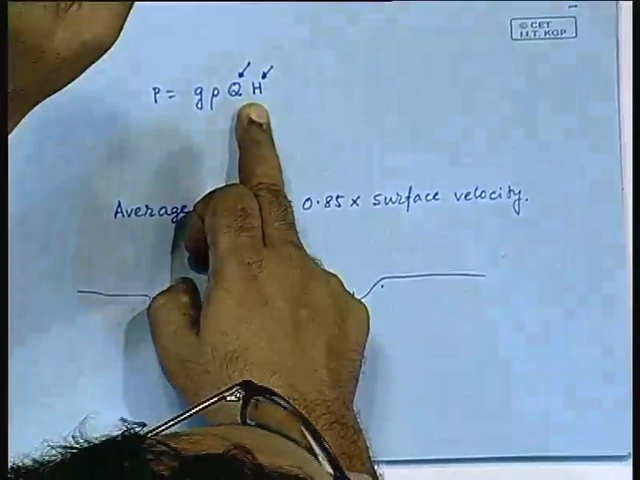 © CET
I.I.T. KGP
P = gρQH
Average 0.85 x surface velocity.